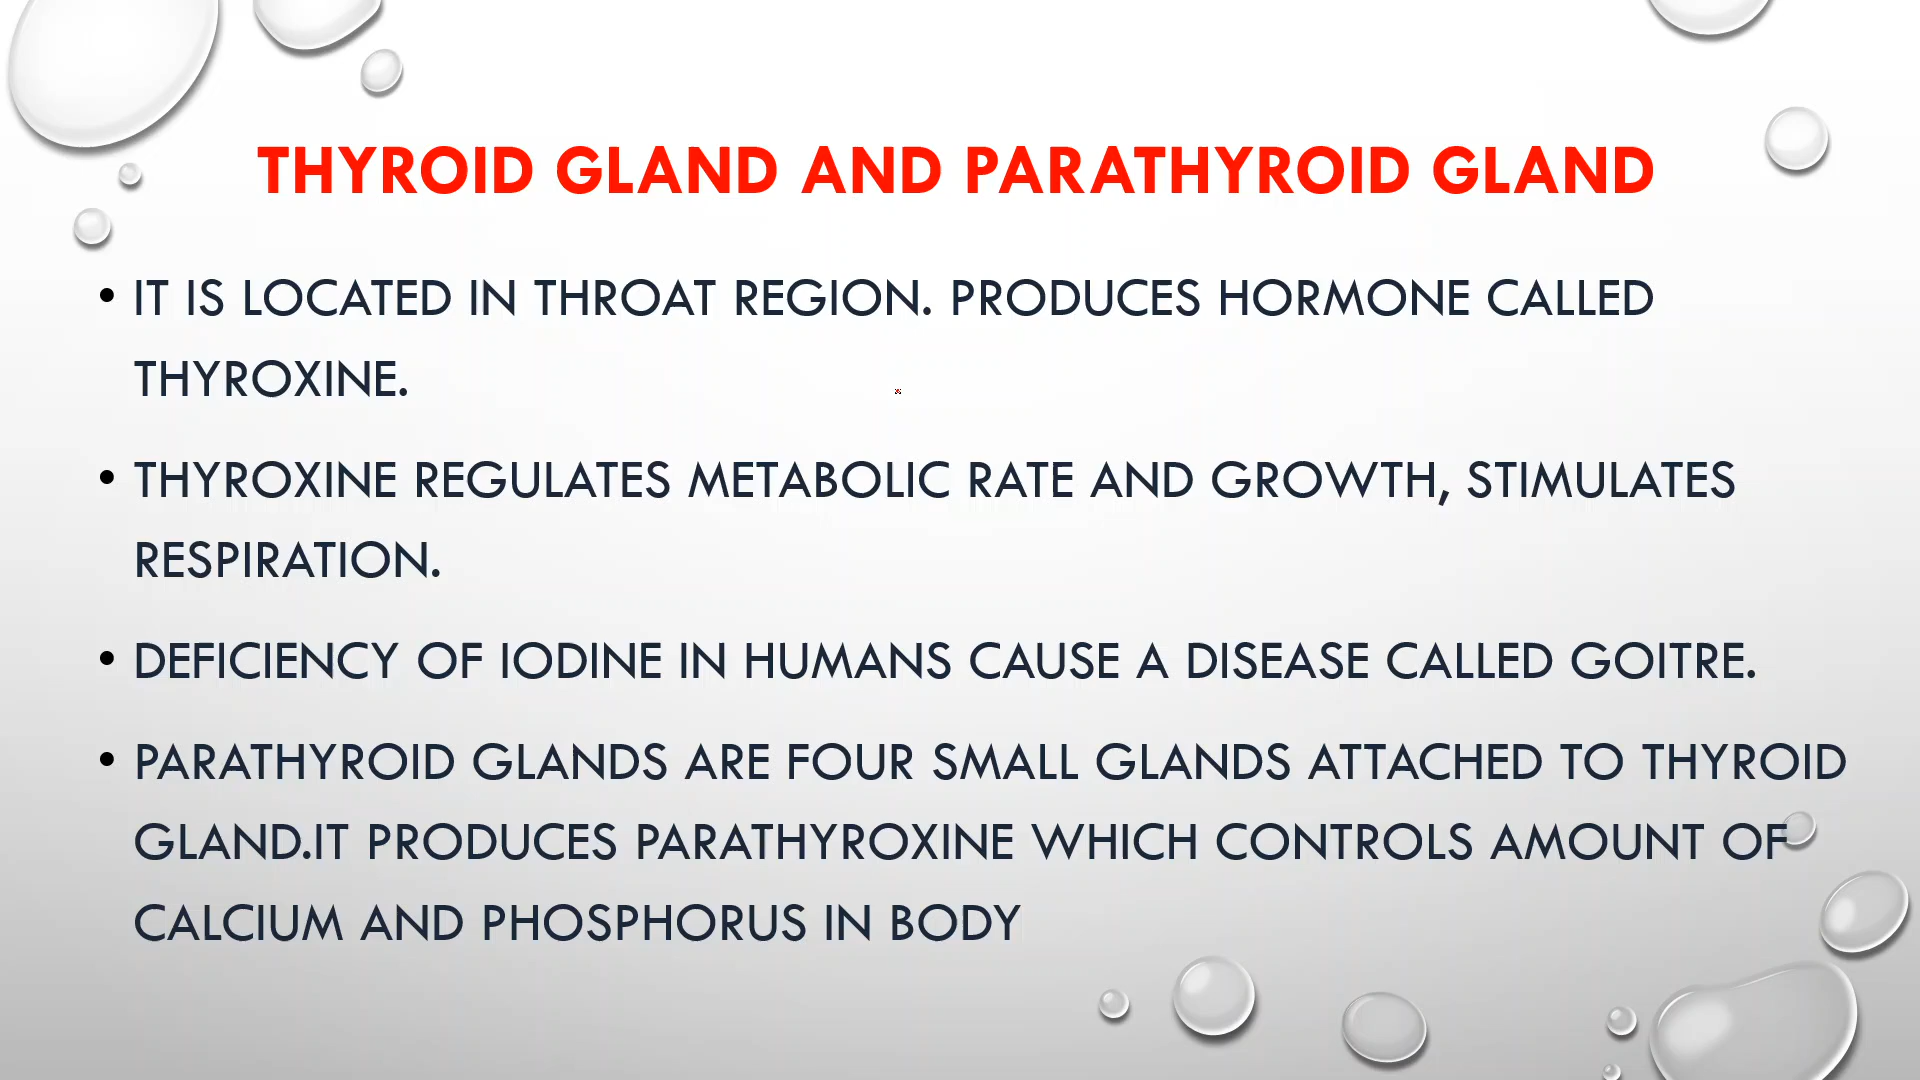 THYROID GLAND AND PARATHYROID GLAND
• IT IS LOCATED IN THROAT REGION. PRODUCES HORMONE CALLED
THYROXINE.
• THYROXINE REGULATES METABOLIC RATE AND GROWTH, STIMULATES
RESPIRATION.
• DEFICIENCY OF IODINE IN HUMANS CAUSE A DISEASE CALLED GOITRE.
• PARATHYROID GLANDS ARE FOUR SMALL GLANDS ATTACHED TO THYROID
GLAND.IT PRODUCES PARATHYROXINE WHICH CONTROLS AMOUNT OF
CALCIUM AND PHOSPHORUS IN BODY